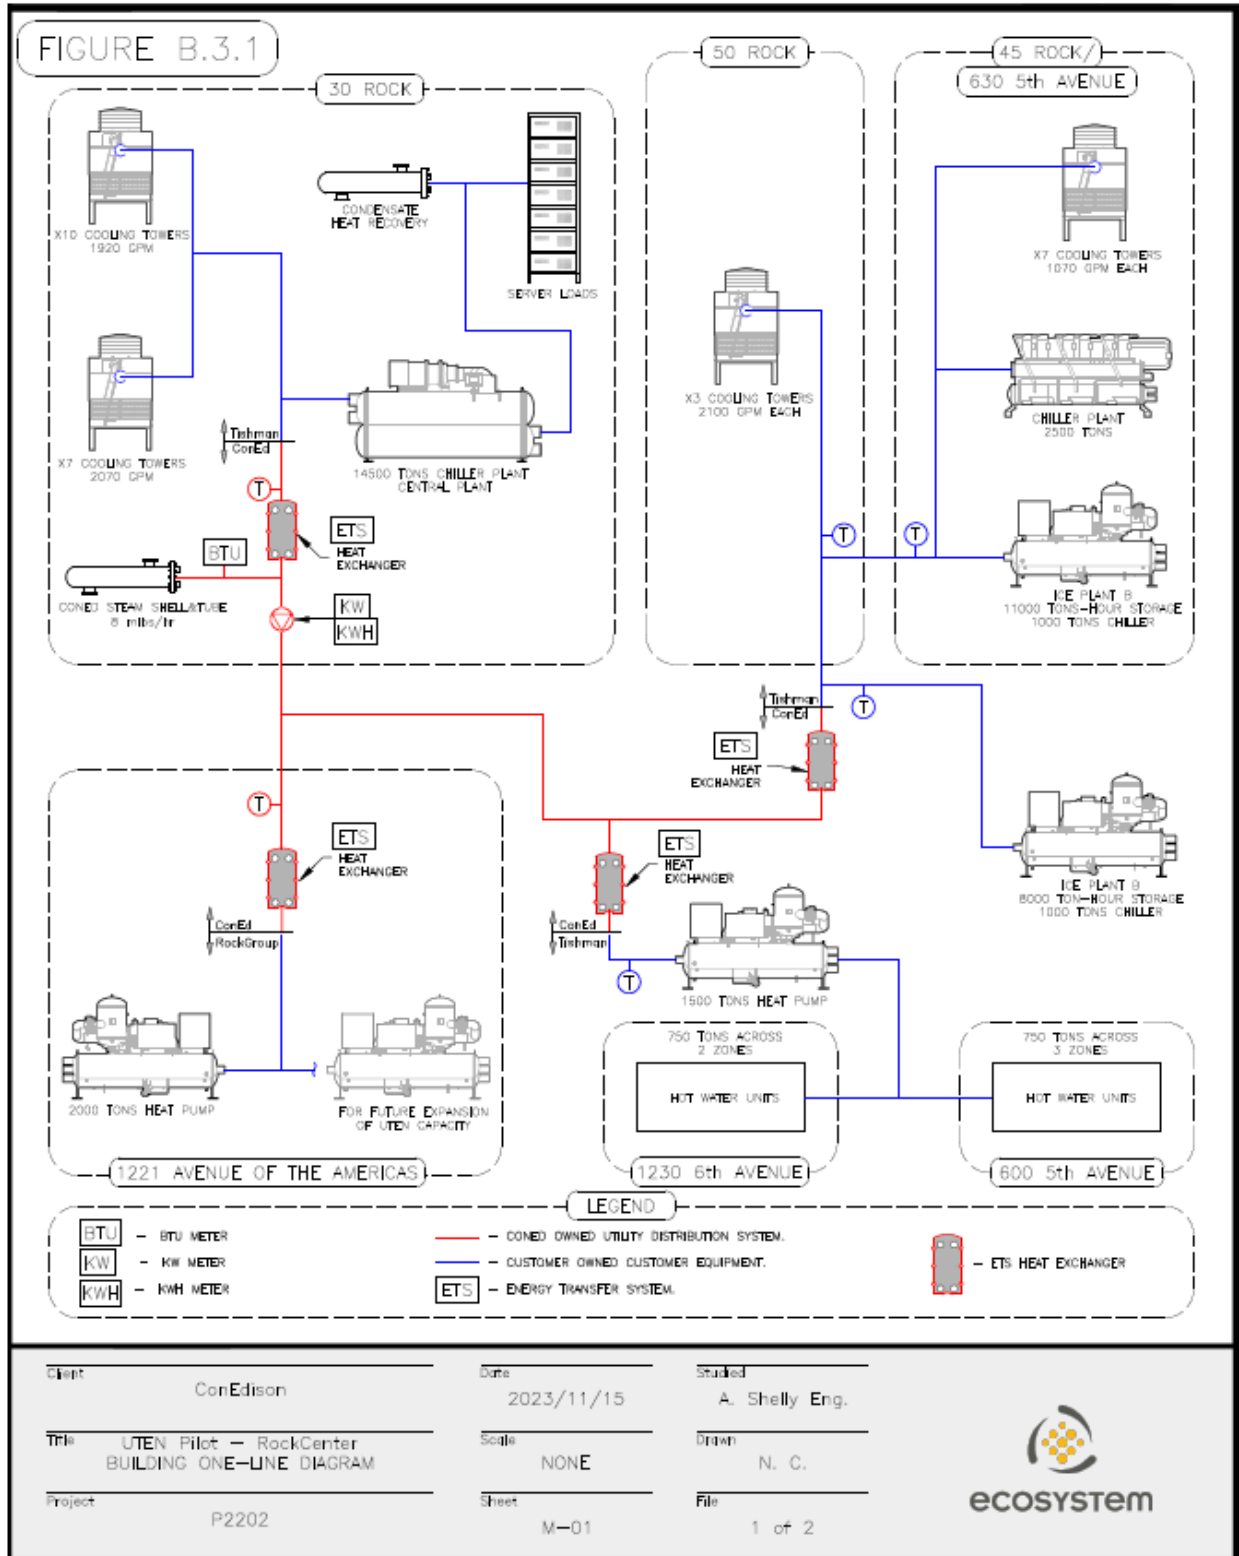 FIGURE B.3.1
30 ROCK
X10 COOLING TOWERS
1920 GPM
CONDENSATE
HEAT RECOVERY
SERVER LOADS
X7 COOLING TOWERS
2070 GPM
Tishman
ConEd
14500 TONS CHILLER PLANT
CENTRAL PLANT
T
ETS
HEAT
EXCHANGER
BTU
CONED STEAM SHELL&TUBE
8 mlbs/hr
KW
KWH
50 ROCK
X3 COOLING TOWERS
2100 GPM EACH
T
45 ROCK/
630 5th AVENUE
X7 COOLING TOWERS
1070 GPM EACH
CHILLER PLANT
2500 TONS
T
ICE PLANT B
11000 TONS-HOUR STORAGE
1000 TONS CHILLER
Tishman
ConEd
T
ETS
HEAT
EXCHANGER
ICE PLANT B
8000 TON-HOUR STORAGE
1000 TONS CHILLER
T
ETS
HEAT
EXCHANGER
ConEd
RockGroup
2000 TONS HEAT PUMP
FOR FUTURE EXPANSION
OF UTEN CAPACITY
1221 AVENUE OF THE AMERICAS
ETS
HEAT
EXCHANGER
ConEd
Tishman
T
1500 TONS HEAT PUMP
750 TONS ACROSS
2 ZONES
HOT WATER UNITS
1230 6th AVENUE
750 TONS ACROSS
3 ZONES
HOT WATER UNITS
600 5th AVENUE
LEGEND
BTU - BTU METER
KW - KW METER
KWH - KWH METER
- CONED OWNED UTILITY DISTRIBUTION SYSTEM.
- CUSTOMER OWNED CUSTOMER EQUIPMENT.
ETS - ENERGY TRANSFER SYSTEM.
- ETS HEAT EXCHANGER
Client
ConEdison
Date
2023/11/15
Studied
A. Shelly Eng.
Title
UTEN Pilot - RockCenter
BUILDING ONE-LINE DIAGRAM
Scale
NONE
Drawn
N. C.
Project
P2202
Sheet
M-01
File
1 of 2
ecosystem